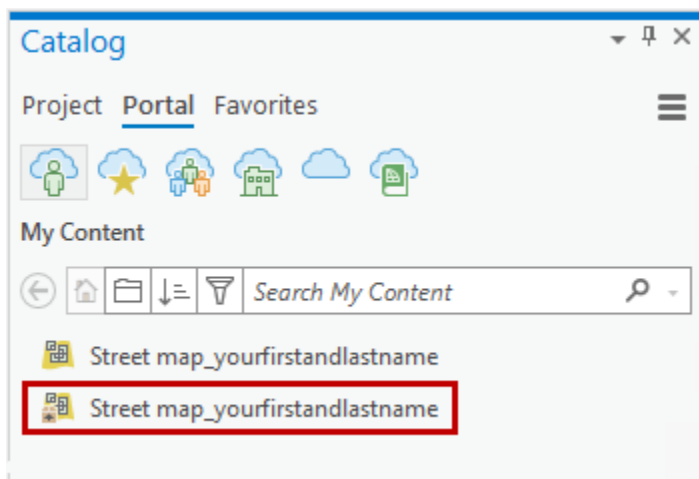 Catalog
Project Portal Favorites
My Content
Search My Content
Street map_yourfirstandlastname
Street map_yourfirstandlastname